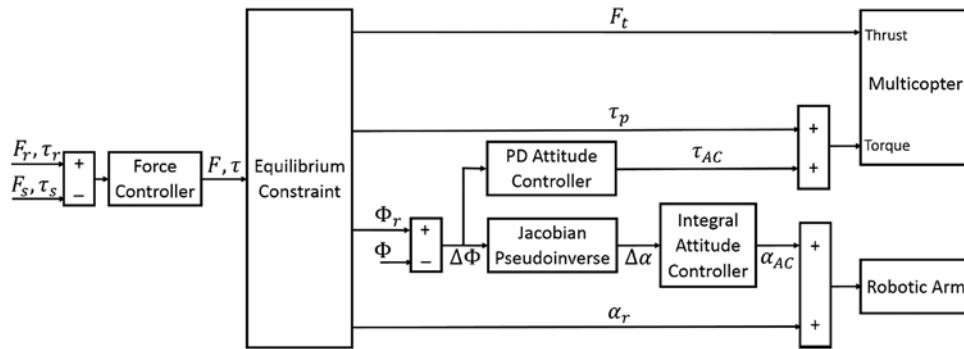 F_t
Thrust
Multicopter
τ_p
+
F_r, τ_r
+
F_s, τ_s
−
Force
Controller
F, τ
Equilibrium
Constraint
PD Attitude
Controller
τ_AC
+
Torque
Φ_r
+
Φ
−
ΔΦ
Jacobian
Pseudoinverse
Δα
Integral
Attitude
Controller
α_AC
+
Robotic Arm
α_r
+